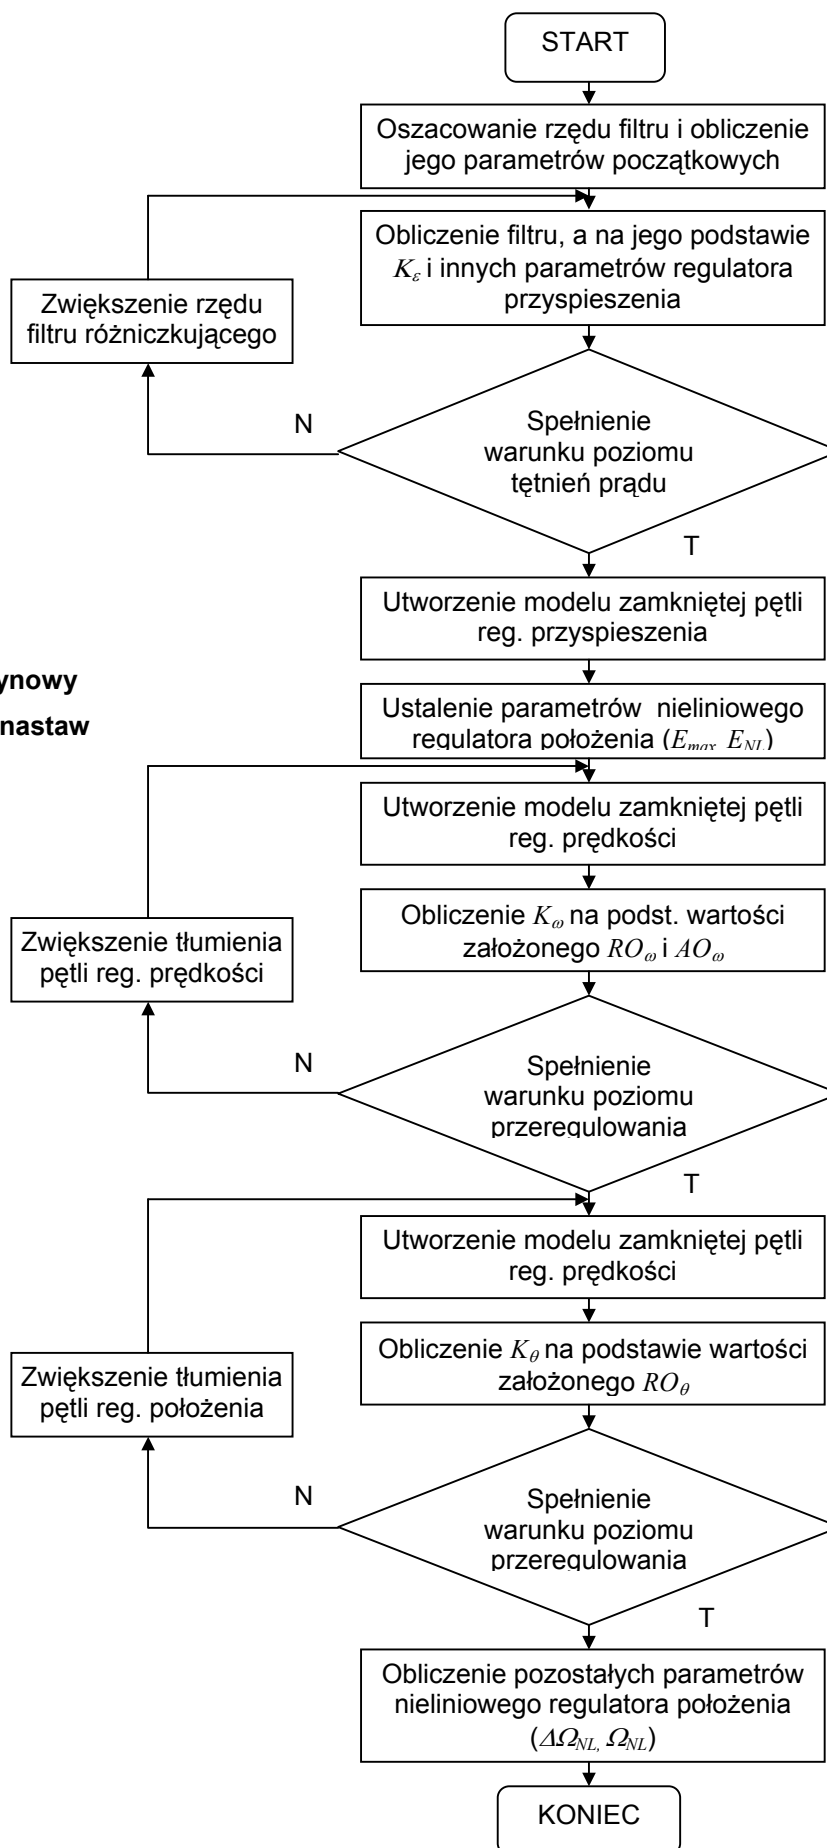 START
Oszacowanie rzędu filtru i obliczenie
jego parametrów początkowych
Obliczenie filtru, a na jego podstawie
Kε i innych parametrów regulatora
przyspieszenia
Zwiększenie rzędu
filtru różniczkującego
N
Spełnienie
warunku poziomu
tętnień prądu
T
Utworzenie modelu zamkniętej pętli
reg. przyspieszenia
ynowy
nastaw
Ustalenie parametrów nieliniowego
regulatora położenia (Emax, ENL)
Utworzenie modelu zamkniętej pętli
reg. prędkości
Obliczenie Kω na podst. wartości
założonego ROω i AOω
Zwiększenie tłumienia
pętli reg. prędkości
N
Spełnienie
warunku poziomu
przeregulowania
T
Utworzenie modelu zamkniętej pętli
reg. prędkości
Obliczenie Kθ na podstawie wartości
założonego ROθ
Zwiększenie tłumienia
pętli reg. położenia
N
Spełnienie
warunku poziomu
przeregulowania
T
Obliczenie pozostałych parametrów
nieliniowego regulatora położenia
(ΔΩNL, ΩNL)
KONIEC